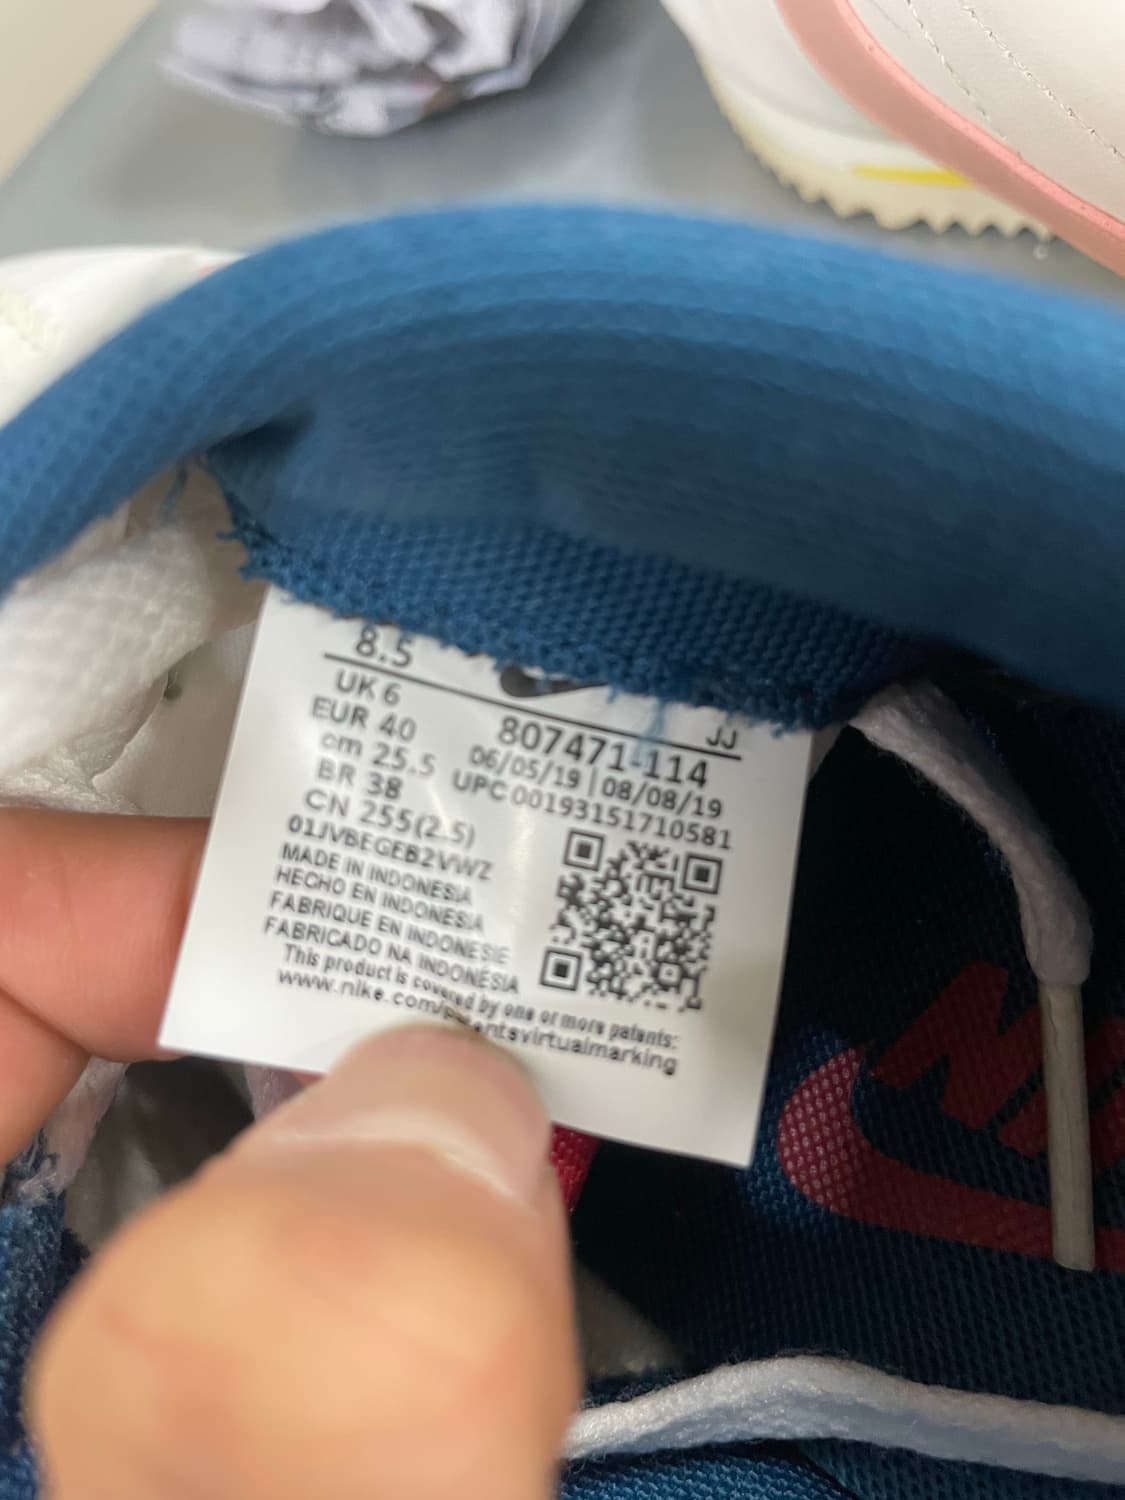 8.5
UK 6
EUR 40
cm 25.5
BR 38
CN 255(2.5)
JJ
807471-114
06/05/19 | 08/08/19
UPC00193151710581
01JVBEGEB2VWZ
MADE IN INDONESIA
HECHO EN INDONESIA
FABRIQUE EN INDONESIE
FABRICADO NA INDONÉSIA
This product is covered by one or more patents:
www.nike.com/patentsvirtualmarking